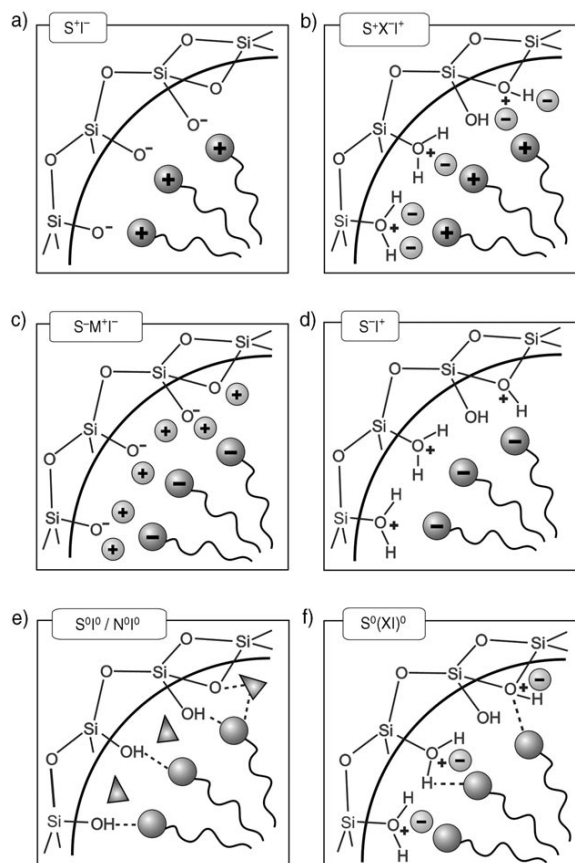 a) S⁺I⁻
Si
O Si
O
Si O⁻
O⁻
+
O
+
Si O⁻
+
b) S⁺X⁻I⁺
Si
O Si
O H
+ −
OH −
Si
O H
+
H − +
+
O
H
Si O −
+
H − +
c) S⁻M⁺I⁻
Si
O Si
O
+
Si O⁻
+ +
O⁻
−
O
+ −
Si O⁻ +
−
+
d) S⁻I⁺
Si
O Si
O
+ H
OH
Si H
O +
H −
−
O
H
Si O +
−
H
e) S⁰I⁰ / N⁰I⁰
Si
O Si
O
OH
Si
OH
O
Si OH
f) S⁰(XI)⁰
Si
O Si
O + −
H
OH
Si H
O
+ −
H
O
H
Si O −
+
H